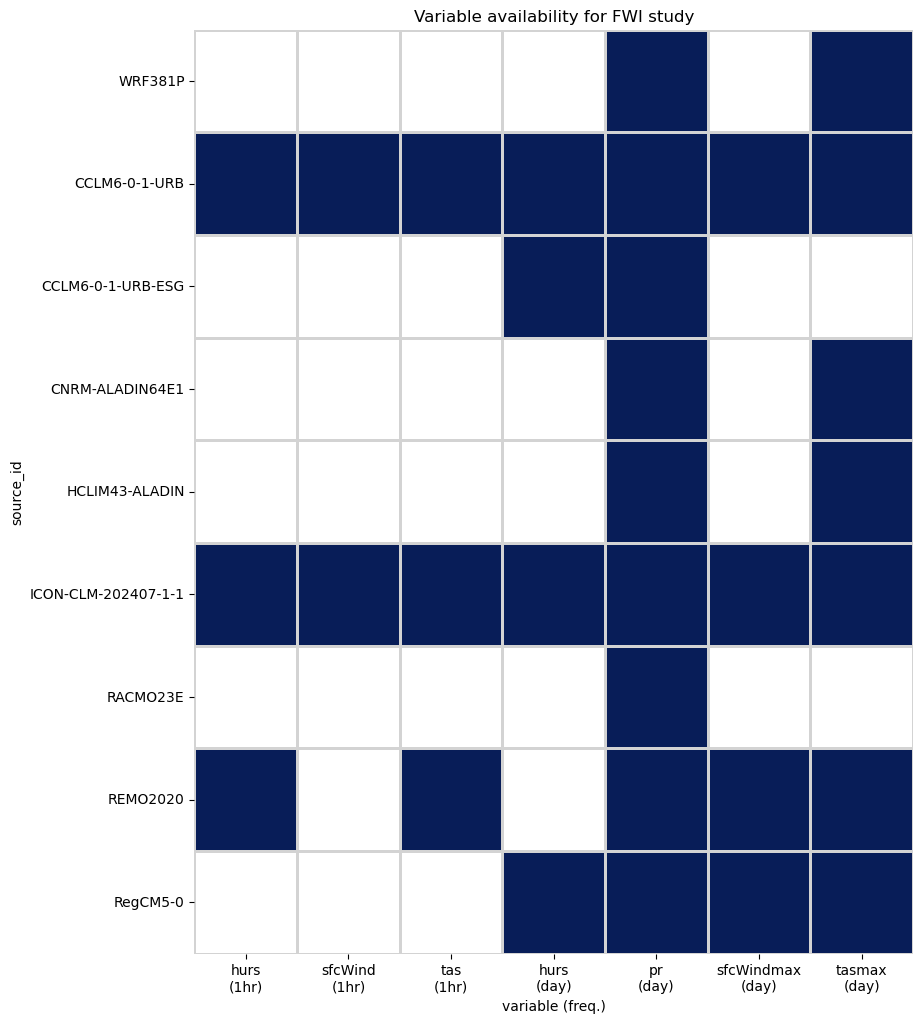 Variable availability for FWI study
source_id
WRF381P
CCLM6-0-1-URB
CCLM6-0-1-URB-ESG
CNRM-ALADIN64E1
HCLIM43-ALADIN
ICON-CLM-202407-1-1
RACMO23E
REMO2020
RegCM5-0
hurs
(1hr)
sfcWind
(1hr)
tas
(1hr)
hurs
(day)
pr
(day)
sfcWindmax
(day)
tasmax
(day)
variable (freq.)